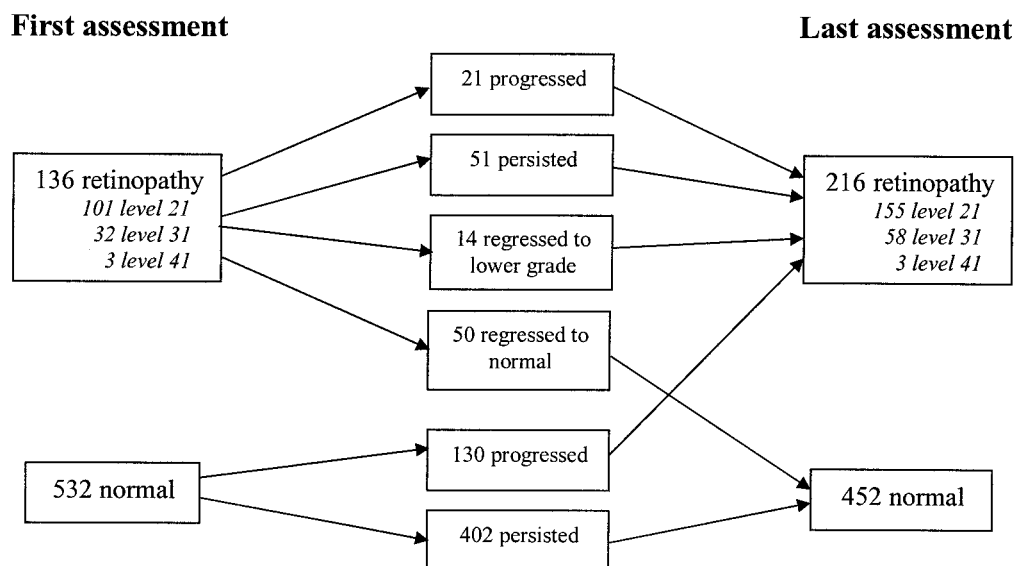 First assessment
Last assessment
21 progressed
51 persisted
136 retinopathy
101 level 21
32 level 31
3 level 41
14 regressed to
lower grade
216 retinopathy
155 level 21
58 level 31
3 level 41
50 regressed to
normal
130 progressed
532 normal
402 persisted
452 normal